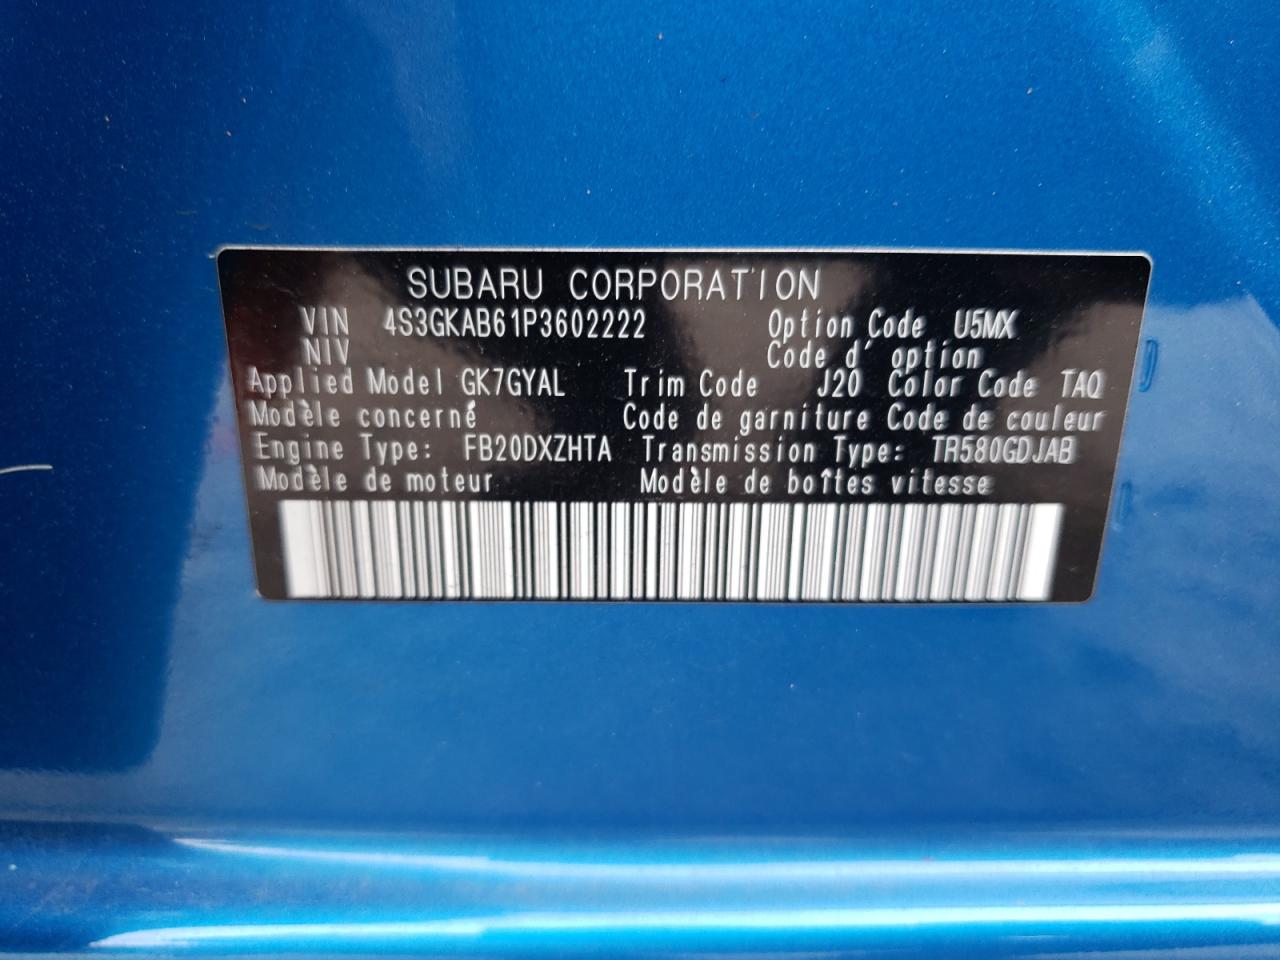 SUBARU CORPORATION
VIN 4S3GKAB61P3602222 Option Code U5MX
NIV Code d' option
Applied Model GK7GYAL Trim Code J20 Color Code TAQ
Modèle concerné Code de garniture Code de couleur
Engine Type: FB20DXZHTA Transmission Type: TR580GDJAB
Modèle de moteur Modèle de boîtes vitesse